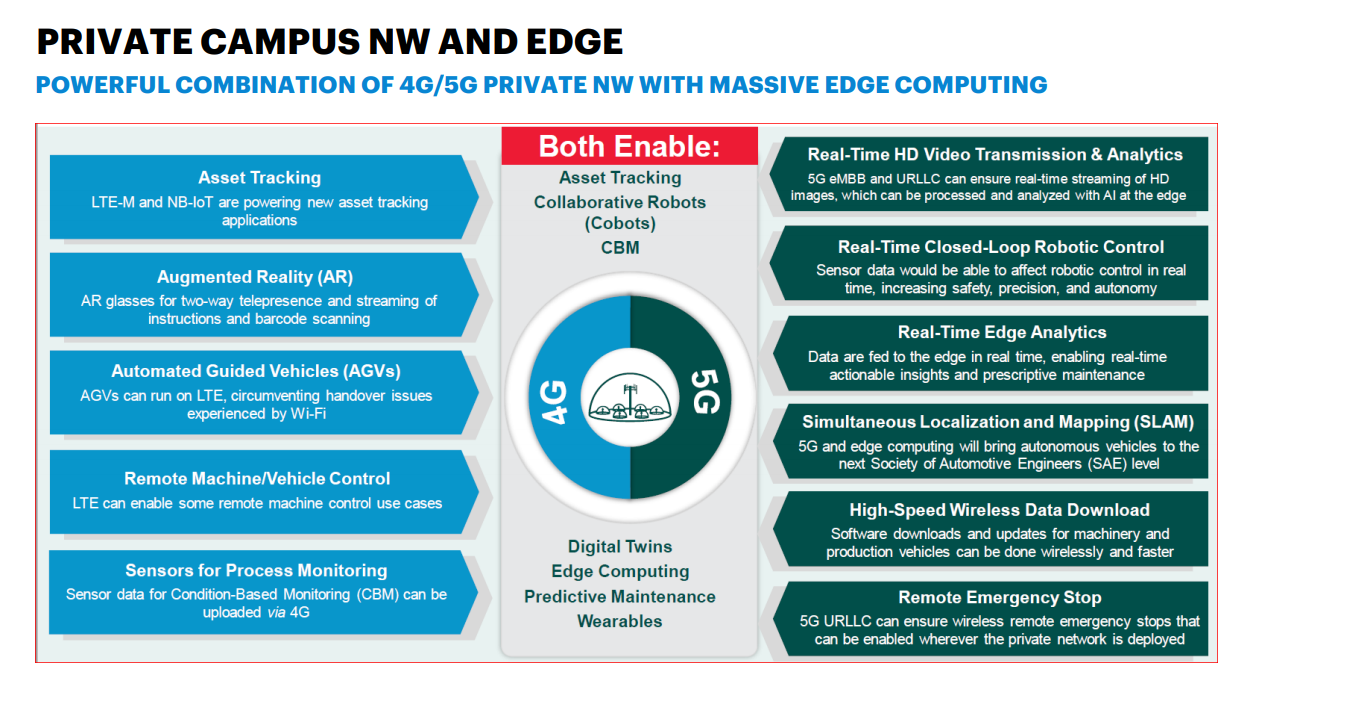 PRIVATE CAMPUS NW AND EDGE
POWERFUL COMBINATION OF 4G/5G PRIVATE NW WITH MASSIVE EDGE COMPUTING
Asset Tracking
LTE-M and NB-IoT are powering new asset tracking
applications
Augmented Reality (AR)
AR glasses for two-way telepresence and streaming of
instructions and barcode scanning
Automated Guided Vehicles (AGVs)
AGVs can run on LTE, circumventing handover issues
experienced by Wi-Fi
Remote Machine/Vehicle Control
LTE can enable some remote machine control use cases
Sensors for Process Monitoring
Sensor data for Condition-Based Monitoring (CBM) can be
uploaded via 4G
Both Enable:
Asset Tracking
Collaborative Robots
(Cobots)
CBM
4G
5G
Digital Twins
Edge Computing
Predictive Maintenance
Wearables
Real-Time HD Video Transmission & Analytics
5G eMBB and URLLC can ensure real-time streaming of HD
images, which can be processed and analyzed with AI at the edge
Real-Time Closed-Loop Robotic Control
Sensor data would be able to affect robotic control in real
time, increasing safety, precision, and autonomy
Real-Time Edge Analytics
Data are fed to the edge in real time, enabling real-time
actionable insights and prescriptive maintenance
Simultaneous Localization and Mapping (SLAM)
5G and edge computing will bring autonomous vehicles to the
next Society of Automotive Engineers (SAE) level
High-Speed Wireless Data Download
Software downloads and updates for machinery and
production vehicles can be done wirelessly and faster
Remote Emergency Stop
5G URLLC can ensure wireless remote emergency stops that
can be enabled wherever the private network is deployed